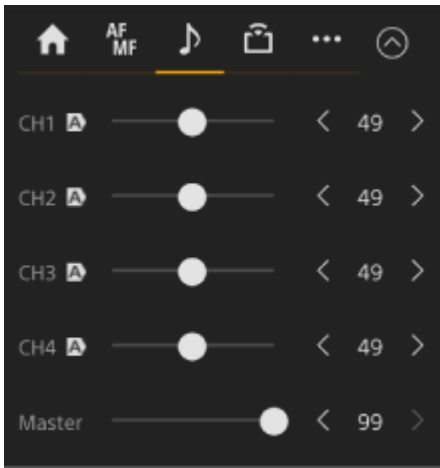 AF
MF
CH1 A 49
CH2 A 49
CH3 A 49
CH4 A 49
Master 99